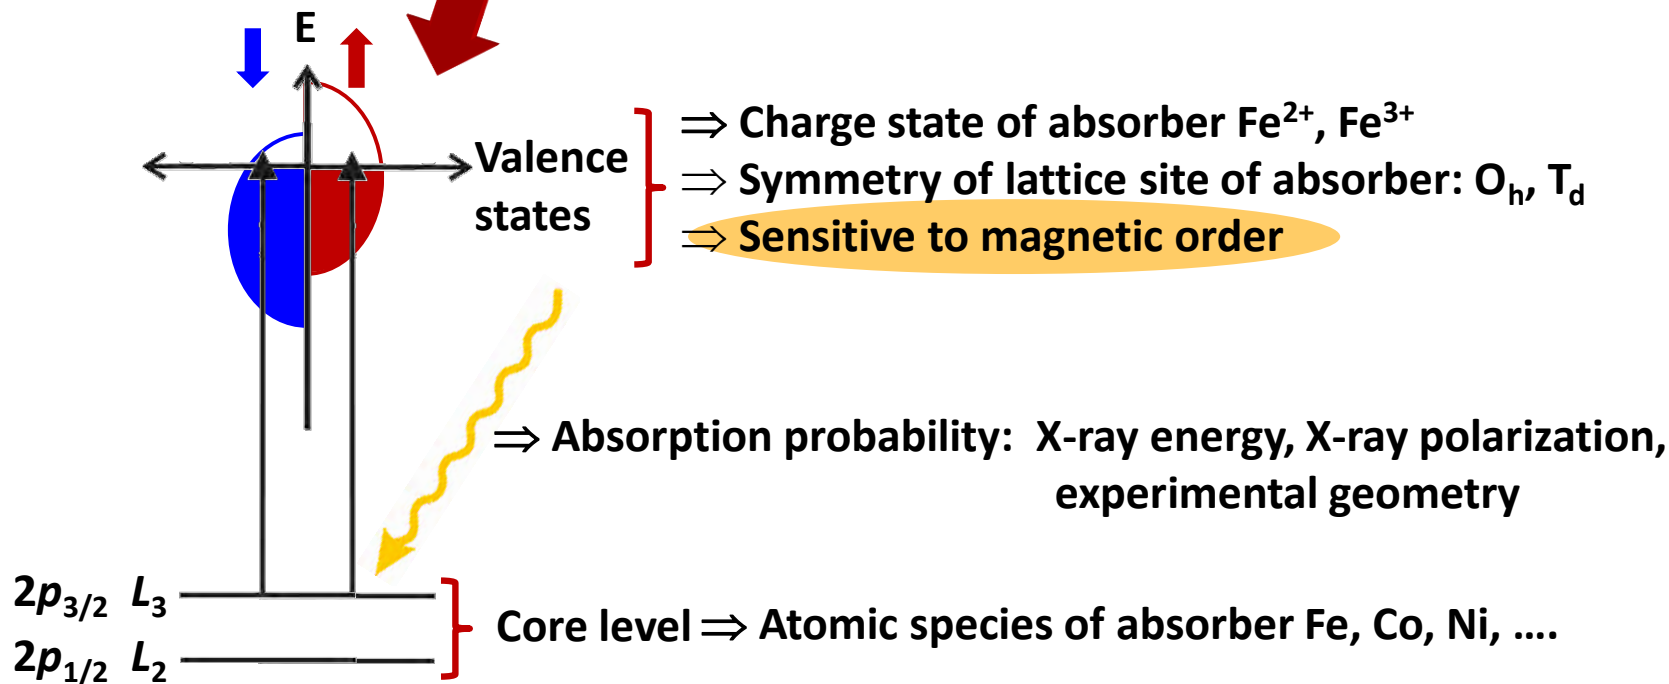 E
Valence
states
⇒ Charge state of absorber Fe²⁺, Fe³⁺
⇒ Symmetry of lattice site of absorber: Oₕ, T_d
⇒ Sensitive to magnetic order
⇒ Absorption probability: X-ray energy, X-ray polarization,
experimental geometry
2p₃/₂ L₃
2p₁/₂ L₂
Core level ⇒ Atomic species of absorber Fe, Co, Ni, ....